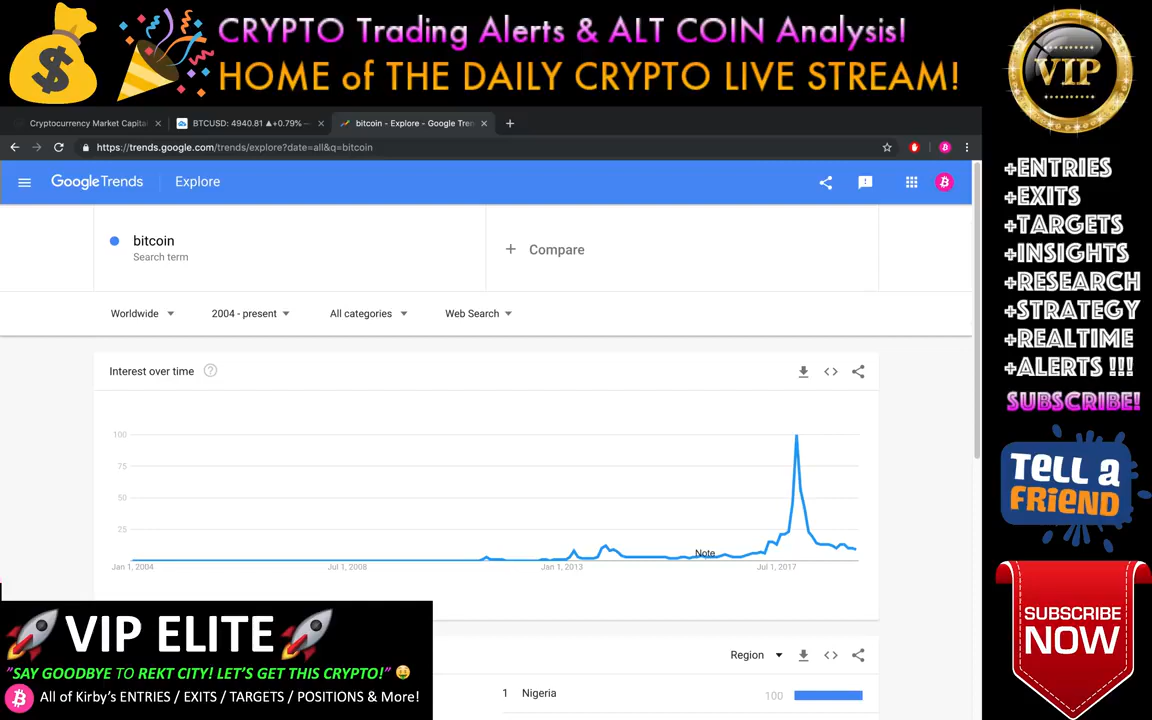 CRYPTO Trading Alerts & ALT COIN Analysis!
HOME of THE DAILY CRYPTO LIVE STREAM!
VIP
Cryptocurrency Market Capital
BTCUSD: 4940.81 ▲+0.79% —
bitcoin - Explore - Google Tren
https://trends.google.com/trends/explore?date=all&q=bitcoin
Google Trends
Explore
bitcoin
Search term
+ Compare
Worldwide
2004 - present
All categories
Web Search
Interest over time
100
75
50
25
Note
Jan 1, 2004
Jul 1, 2008
Jan 1, 2013
Jul 1, 2017
Region
1 Nigeria 100
+ENTRIES
+EXITS
+TARGETS
+INSIGHTS
+RESEARCH
+STRATEGY
+REALTIME
+ALERTS !!!
SUBSCRIBE!
TELL a
FRiEND
SUBSCRIBE
NOW
VIP ELITE
"SAY GOODBYE TO REKT CITY! LET'S GET THIS CRYPTO!"
All of Kirby's ENTRIES / EXITS / TARGETS / POSITIONS & More!